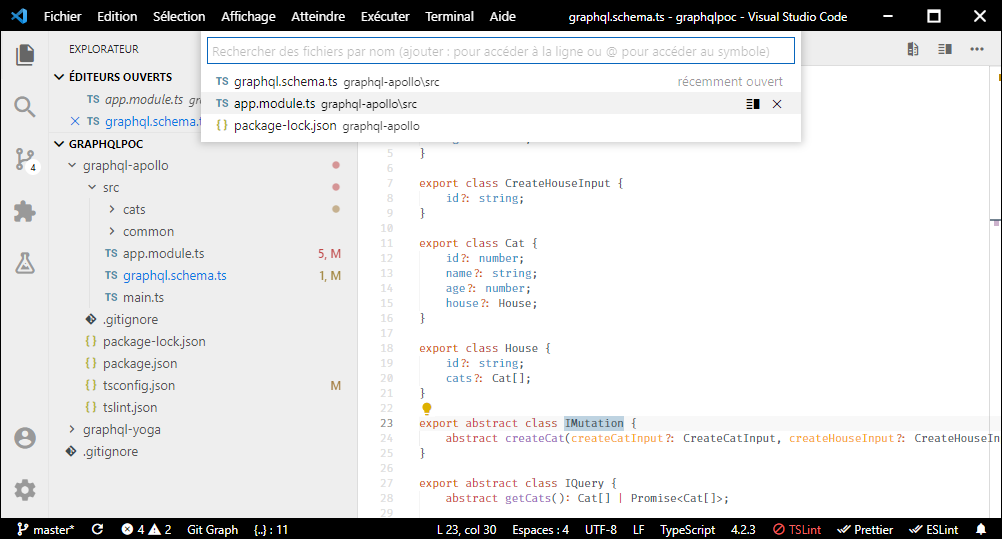 Fichier Edition Sélection Affichage Atteindre Exécuter Terminal Aide graphql.schema.ts - graphqlpoc - Visual Studio Code
EXPLORATEUR
ÉDITEURS OUVERTS
TS app.module.ts
TS graphql.schema.ts
GRAPHQLPOC
graphql-apollo
src
cats
common
TS app.module.ts 5, M
TS graphql.schema.ts 1, M
TS main.ts
.gitignore
{ } package-lock.json
{ } package.json
{ } tsconfig.json M
{ } tslint.json
graphql-yoga
.gitignore
4
Rechercher des fichiers par nom (ajouter : pour accéder à la ligne ou @ pour accéder au symbole)
TS graphql.schema.ts graphql-apollo\src récemment ouvert
TS app.module.ts graphql-apollo\src
{ } package-lock.json graphql-apollo
5 }
6
7 export class CreateHouseInput {
8 id?: string;
9 }
10
11 export class Cat {
12 id?: number;
13 name?: string;
14 age?: number;
15 house?: House;
16 }
17
18 export class House {
19 id?: string;
20 cats?: Cat[];
21 }
22
23 export abstract class IMutation {
24 abstract createCat(createCatInput?: CreateCatInput, createHouseInput?: CreateHouseIn
25 }
26
27 export abstract class IQuery {
28 abstract getCats(): Cat[] | Promise<Cat[]>;
master* 4 2 Git Graph {..} : 11 L 23, col 30 Espaces : 4 UTF-8 LF TypeScript 4.2.3 TSLint Prettier ESLint